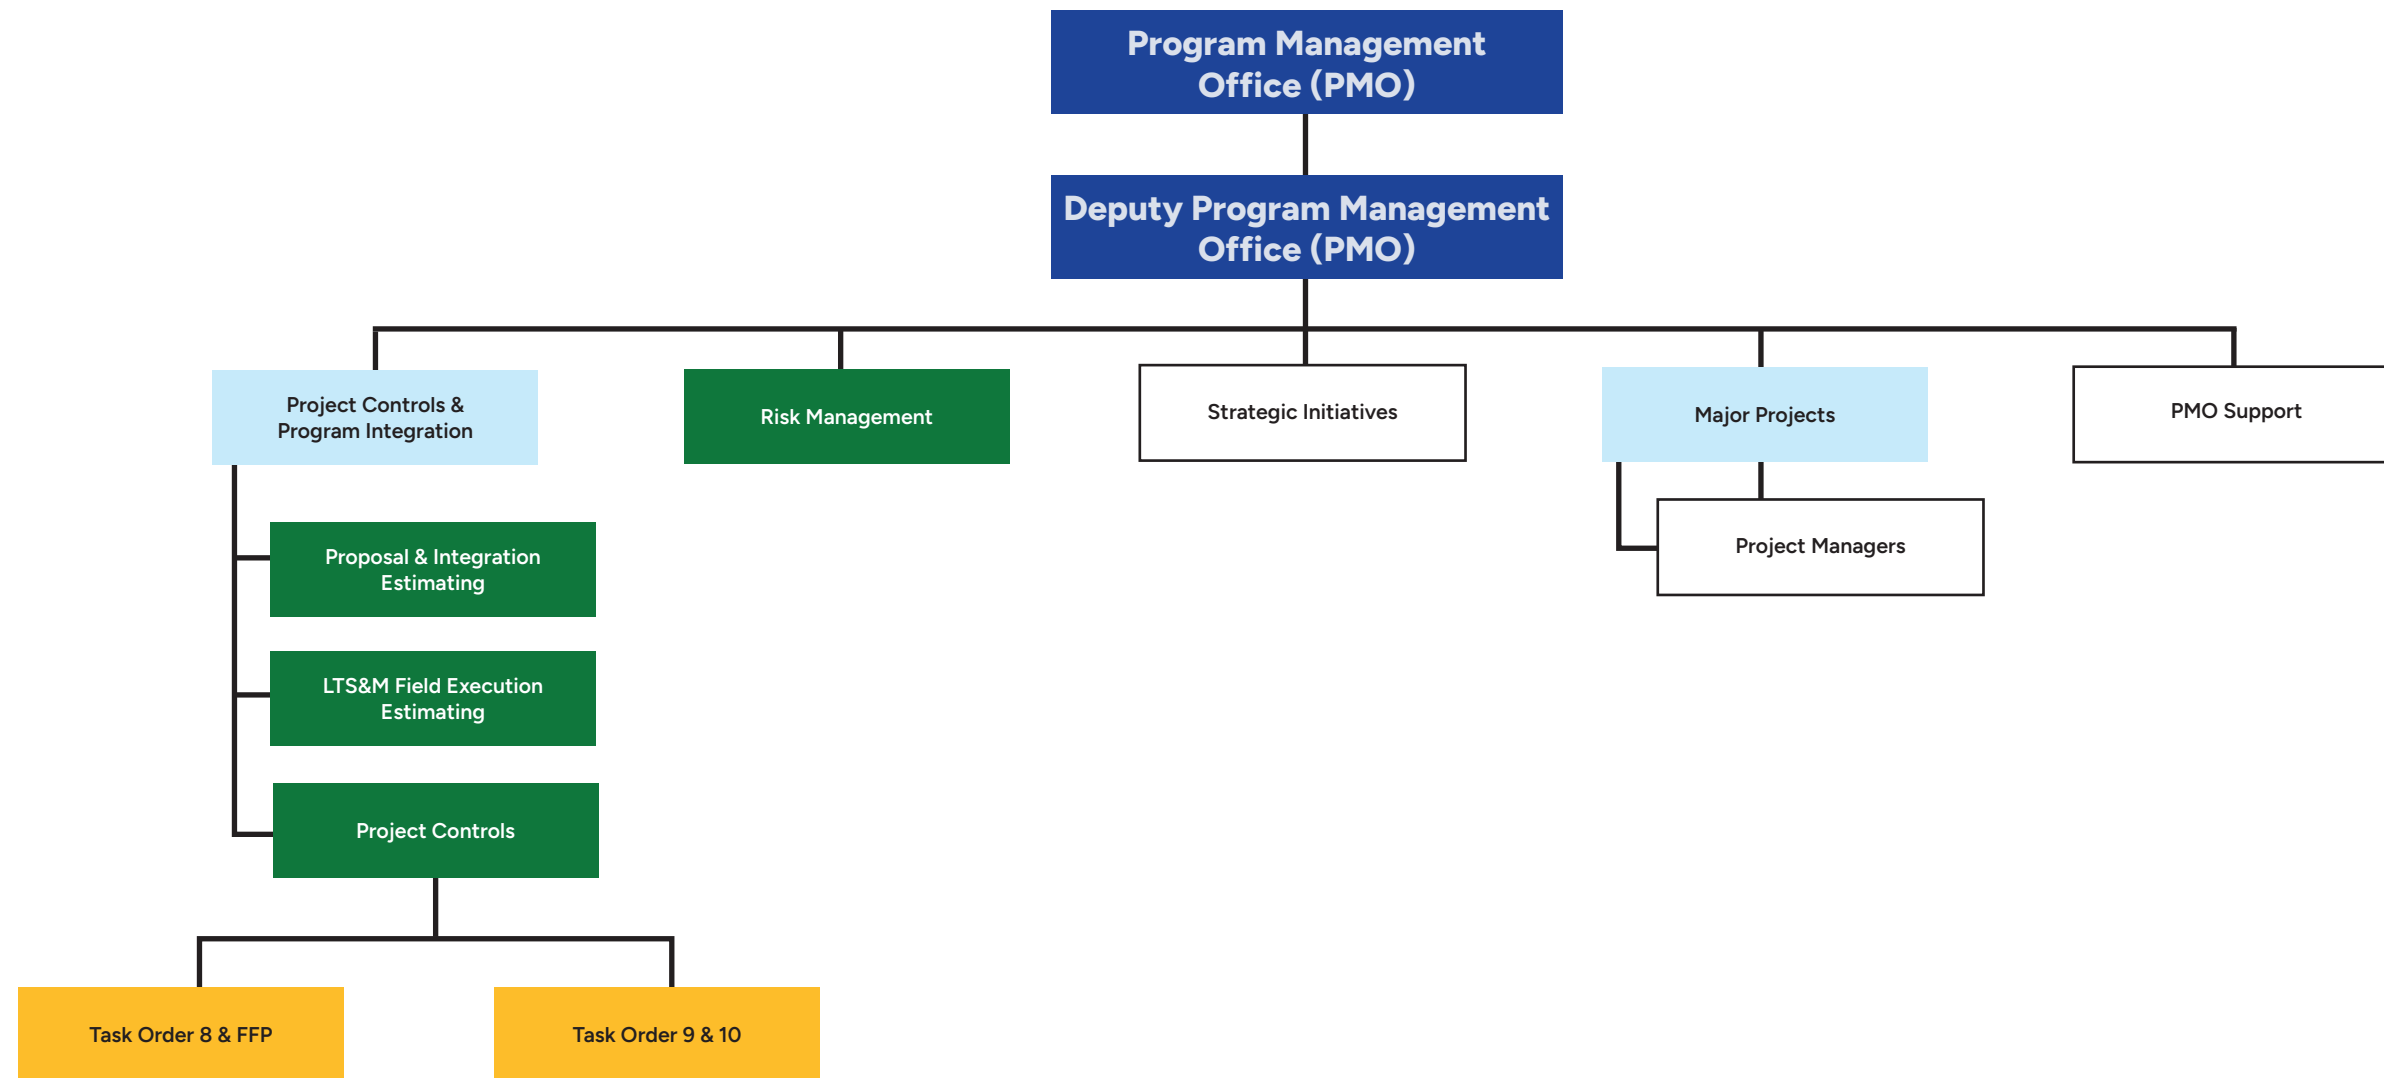 Program Management
Office (PMO)
Deputy Program Management
Office (PMO)
Project Controls &
Program Integration
Risk Management
Strategic Initiatives
Major Projects
PMO Support
Project Managers
Proposal & Integration
Estimating
LTS&M Field Execution
Estimating
Project Controls
Task Order 8 & FFP
Task Order 9 & 10